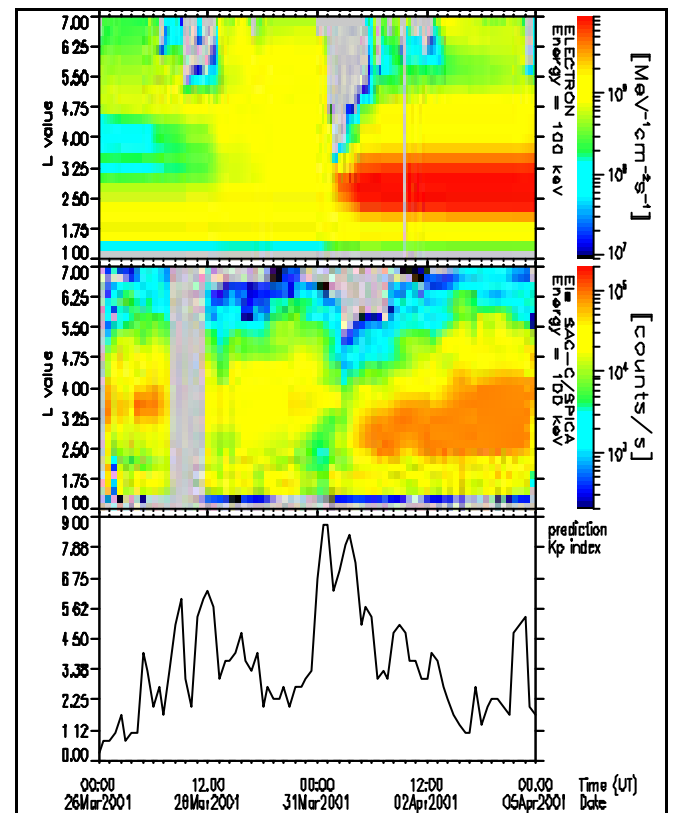 7.00
6.25
5.50
4.75
4.00
3.25
2.50
1.75
1.00
L value
ELECTRON
Energy = 100 keV
10⁹
10⁸
10⁷
[MeV⁻¹cm⁻²s⁻¹]
7.00
6.25
5.50
4.75
4.00
3.25
2.50
1.75
1.00
L value
Ele SAC-C/SPICA
Energy = 100 keV
10⁵
10⁴
10³
[counts/s]
9.00
7.88
6.75
5.62
4.50
3.38
2.25
1.12
0.00
prediction
Kp index
00:00 12:00 00:00 12:00 00:00 Time (UT)
26Mar2001 28Mar2001 31Mar2001 02Apr2001 05Apr2001 Date